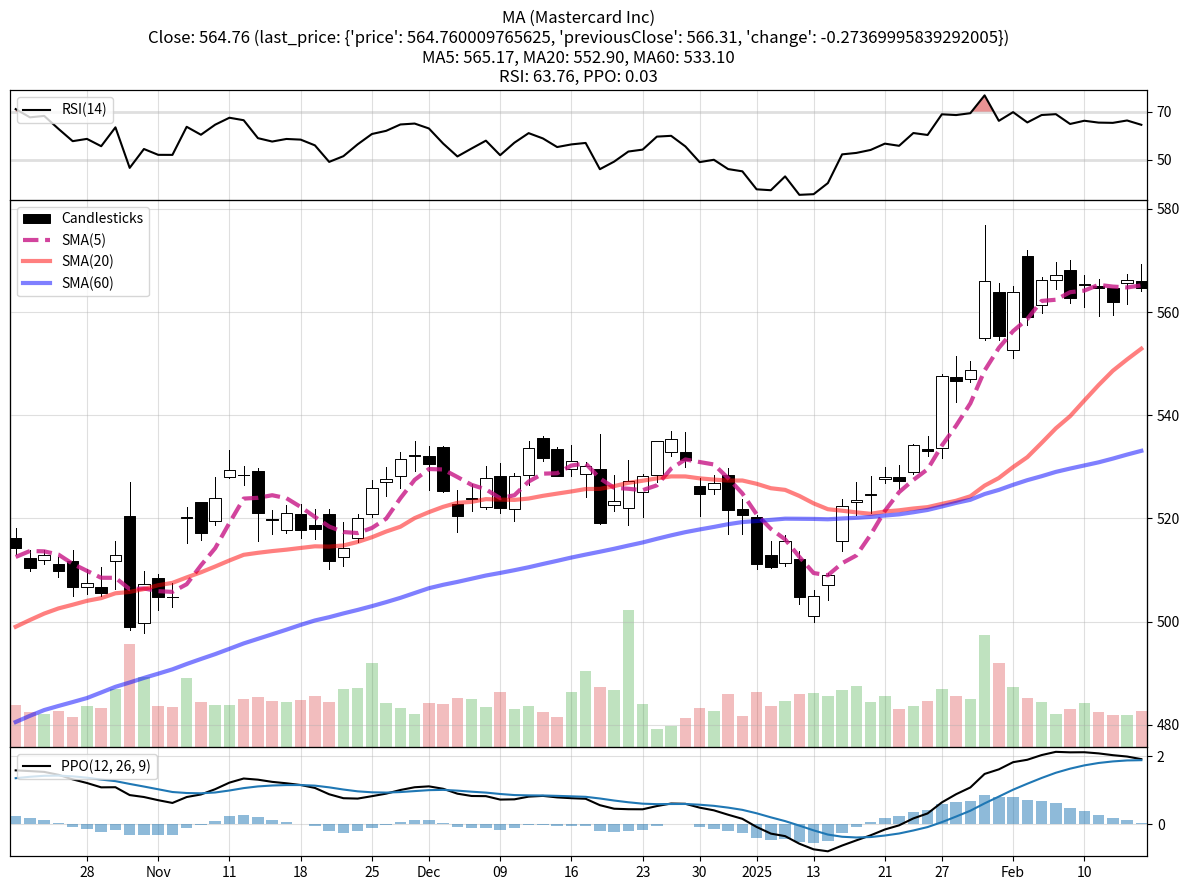 MA (Mastercard Inc)
Close: 564.76 (last_price: {'price': 564.760009765625, 'previousClose': 566.31, 'change': -0.27369995839292005})
MA5: 565.17, MA20: 552.90, MA60: 533.10
RSI: 63.76, PPO: 0.03
RSI(14)
70
50
Candlesticks
SMA(5)
SMA(20)
SMA(60)
580
560
540
520
500
480
PPO(12, 26, 9)
2
0
28 Nov 11 18 25 Dec 09 16 23 30 2025 13 21 27 Feb 10